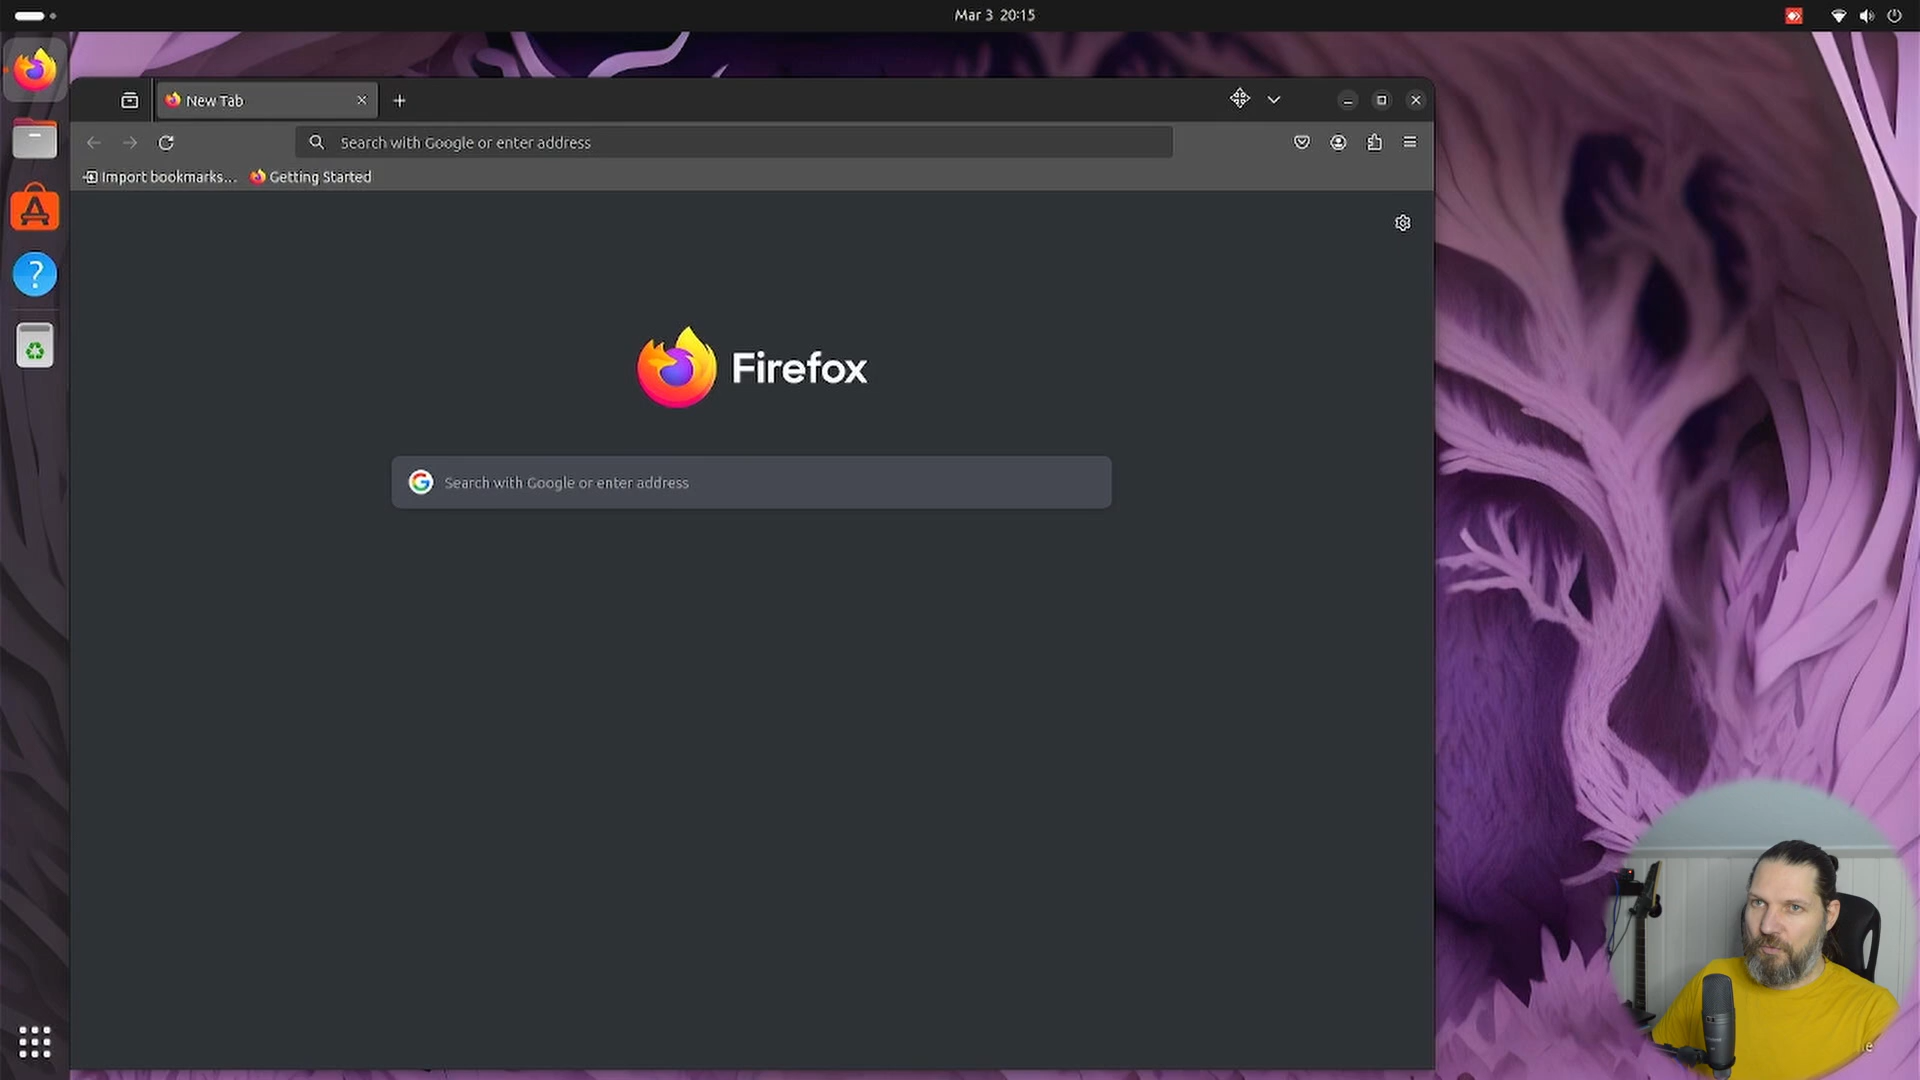 Mar 3 20:15
New Tab
Search with Google or enter address
Import bookmarks...
Getting Started
Firefox
Search with Google or enter address